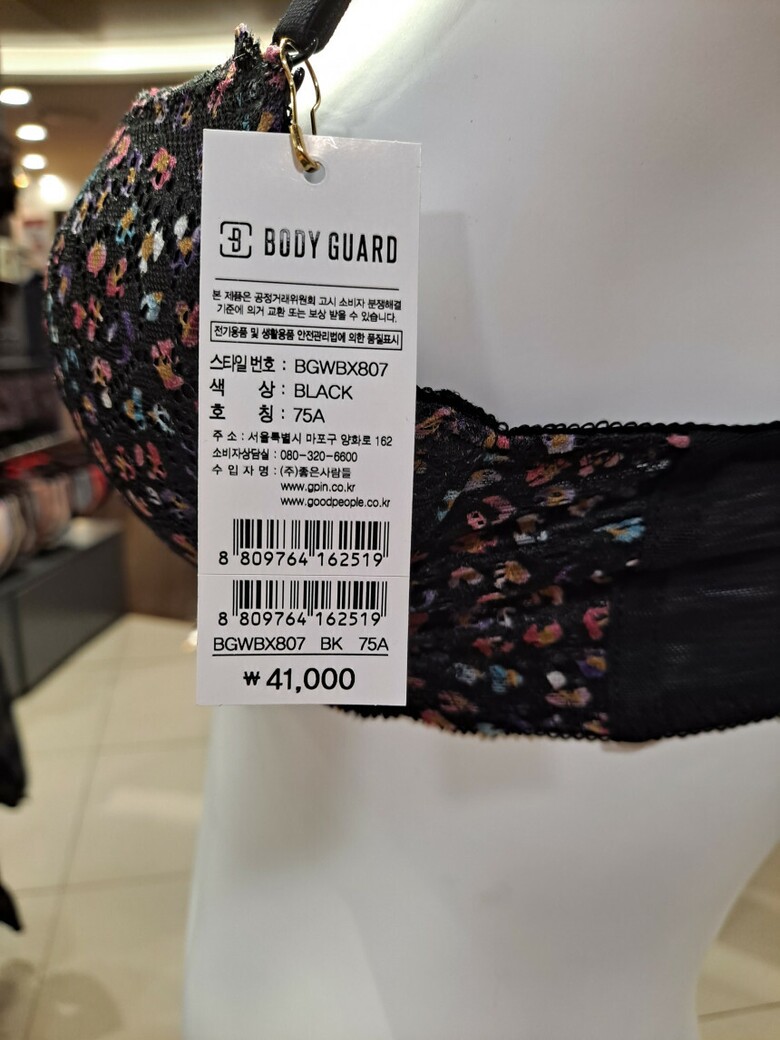 BODY GUARD
본 제품은 공정거래위원회 고시 소비자 분쟁해결
기준에 의거 교환 또는 보상 받을 수 있습니다.
전기용품 및 생활용품 안전관리법에 의한 품질표시
스타일 번호 : BGWBX807
색 상 : BLACK
호 칭 : 75A
주 소 : 서울특별시 마포구 양화로 162
소비자상담실 : 080-320-6600
수 입 자 명 : (주)좋은사람들
www.gpin.co.kr
www.goodpeople.co.kr
8 809764 162519
8 809764 162519
BGWBX807 BK 75A
₩ 41,000